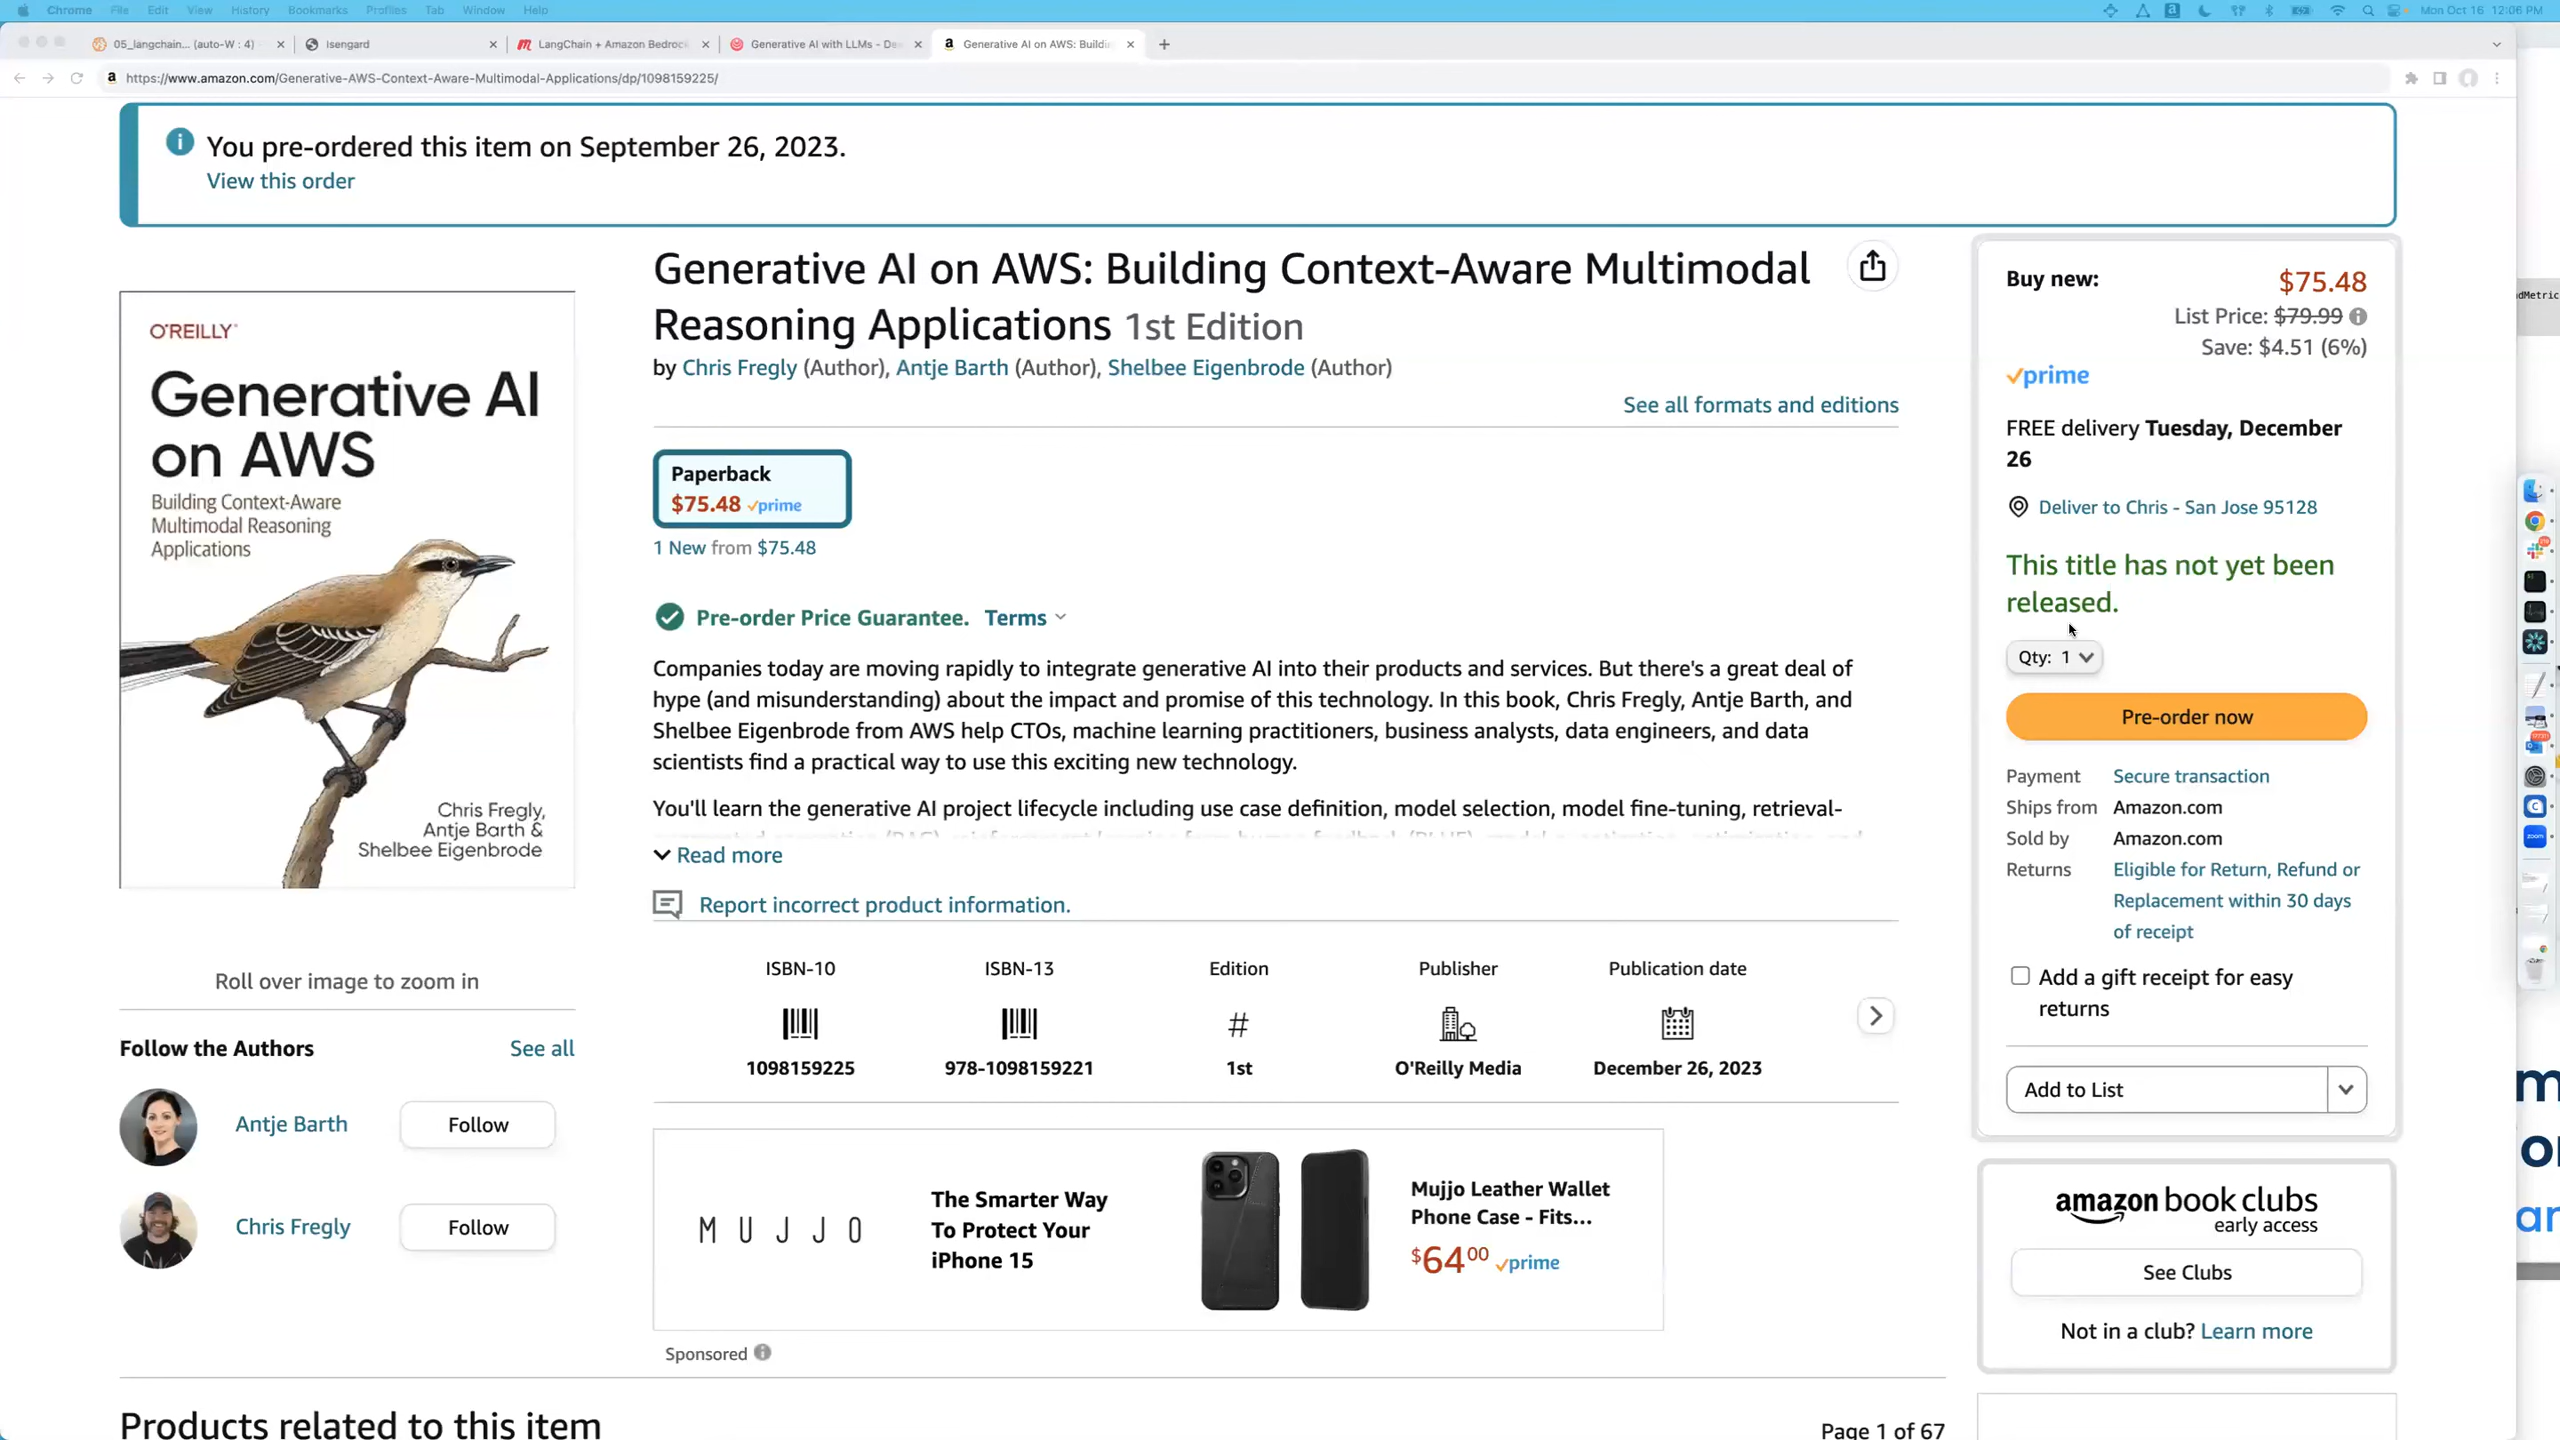 Chrome File Edit View History Bookmarks Profiles Tab Window Help
Mon Oct 16 12:06 PM
05_langchain... (auto-W : 4)
Isengard
LangChain + Amazon Bedrock
Generative AI with LLMs - De
Generative AI on AWS: Buildi
https://www.amazon.com/Generative-AWS-Context-Aware-Multimodal-Applications/dp/1098159225/
You pre-ordered this item on September 26, 2023.
View this order
O'REILLY
Generative AI
on AWS
Building Context-Aware
Multimodal Reasoning
Applications
Chris Fregly,
Antje Barth &
Shelbee Eigenbrode
Roll over image to zoom in
Follow the Authors
See all
Antje Barth
Follow
Chris Fregly
Follow
Generative AI on AWS: Building Context-Aware Multimodal
Reasoning Applications 1st Edition
by Chris Fregly (Author), Antje Barth (Author), Shelbee Eigenbrode (Author)
See all formats and editions
Paperback
$75.48 prime
1 New from $75.48
Pre-order Price Guarantee. Terms
Companies today are moving rapidly to integrate generative AI into their products and services. But there's a great deal of
hype (and misunderstanding) about the impact and promise of this technology. In this book, Chris Fregly, Antje Barth, and
Shelbee Eigenbrode from AWS help CTOs, machine learning practitioners, business analysts, data engineers, and data
scientists find a practical way to use this exciting new technology.
You'll learn the generative AI project lifecycle including use case definition, model selection, model fine-tuning, retrieval-
Read more
Report incorrect product information.
ISBN-10
1098159225
ISBN-13
978-1098159221
Edition
#
1st
Publisher
O'Reilly Media
Publication date
December 26, 2023
MUJJO
The Smarter Way
To Protect Your
iPhone 15
Mujjo Leather Wallet
Phone Case - Fits...
$6400 prime
Sponsored
Products related to this item
Page 1 of 67
Buy new:
$75.48
List Price: $79.99
Save: $4.51 (6%)
prime
FREE delivery Tuesday, December
26
Deliver to Chris - San Jose 95128
This title has not yet been
released.
Qty: 1
Pre-order now
Payment Secure transaction
Ships from Amazon.com
Sold by Amazon.com
Returns Eligible for Return, Refund or
Replacement within 30 days
of receipt
Add a gift receipt for easy
returns
Add to List
amazon book clubs
early access
See Clubs
Not in a club? Learn more
dMetric
zoom